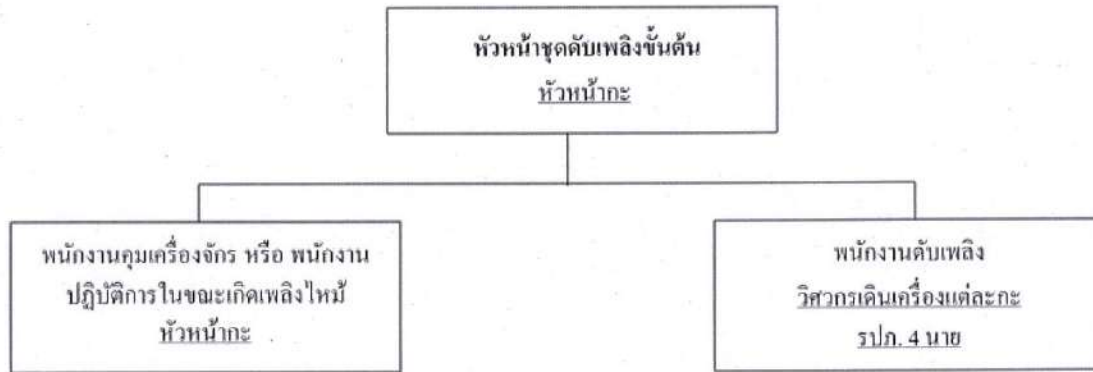 หัวหน้าชุดดับเพลิงขั้นต้น
หัวหน้ากะ
พนักงานคุมเครื่องจักร หรือ พนักงาน
ปฏิบัติการในขณะเกิดเพลิงไหม้
หัวหน้ากะ
พนักงานดับเพลิง
วิศวกรเดินเครื่องแต่ละกะ
รปภ. 4 นาย